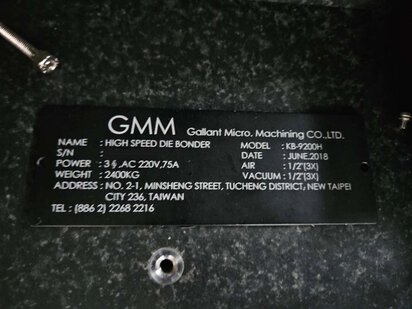 GMM Gallant Micro. Machining CO.,LTD.
NAME : HIGH SPEED DIE BONDER MODEL : KB-9200H
S/N : DATE : JUNE.2018
POWER : 3∮,AC 220V,75A AIR : 1/2"(3X)
WEIGHT : 2400KG VACUUM : 1/2"(3X)
ADDRESS : NO. 2-1, MINSHENG STREET, TUCHENG DISTRICT, NEW TAIPEI
CITY 236, TAIWAN
TEL : (886 2) 2268 2216